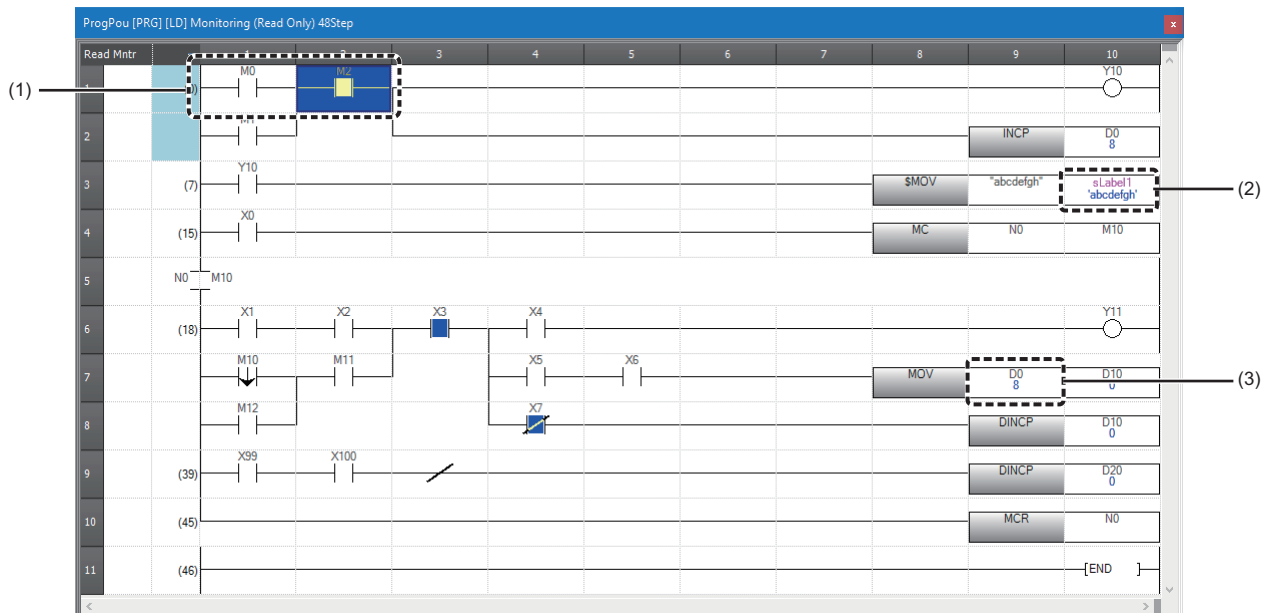 ProgPou [PRG] [LD] Monitoring (Read Only) 48Step x
Read Mntr 1 2 3 4 5 6 7 8 9 10
(1)
1 M0 M2 Y10
M1
2 INCP D0
8
Y10
3 (7) $MOV "abcdefgh" sLabel1
'abcdefgh'
(2)
X0
4 (15) MC N0 M10
5 N0 M10
X1 X2 X3 X4 Y11
6 (18)
M10 M11 X5 X6
7 MOV D0 D10
8 0
(3)
M12 X7
8 DINCP D10
0
X99 X100
9 (39) DINCP D20
0
10 (45) MCR N0
11 (46) [END ]